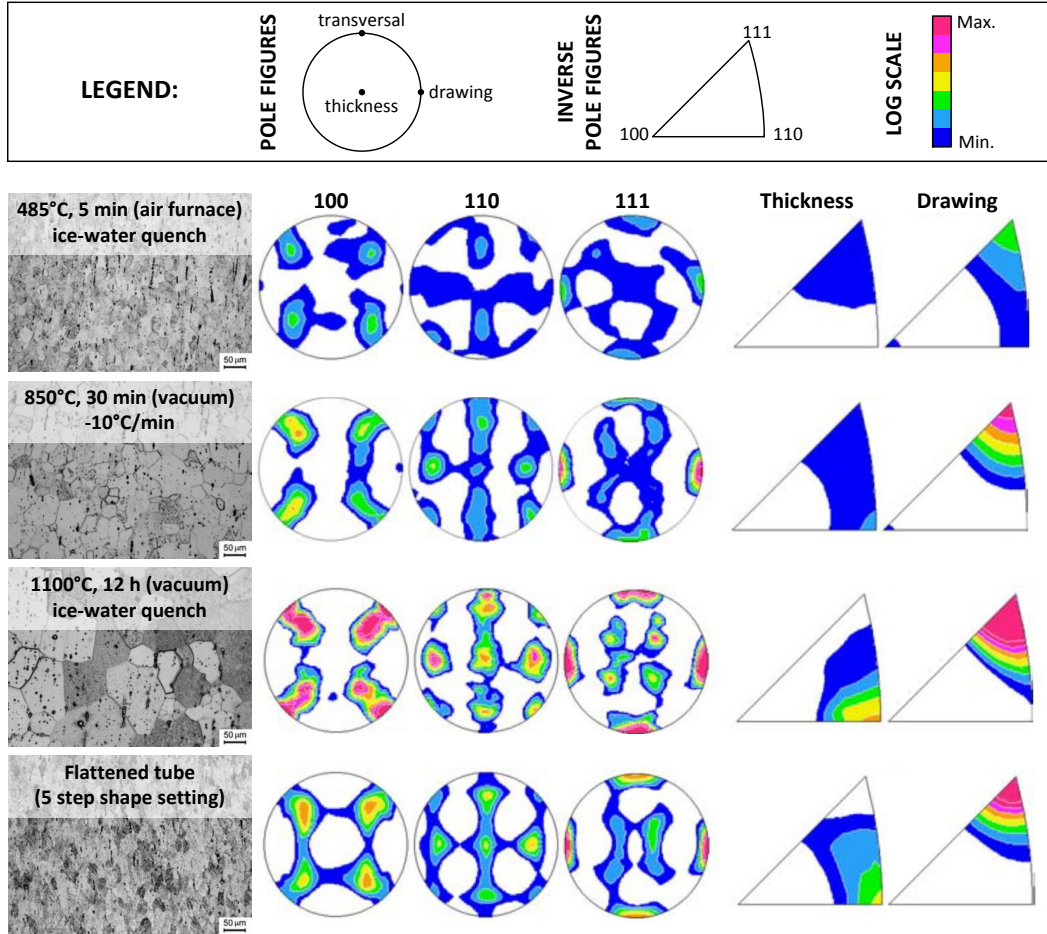 LEGEND:
POLE FIGURES
transversal
thickness
drawing
INVERSE
POLE FIGURES
111
100
110
LOG SCALE
Max.
Min.
485°C, 5 min (air furnace)
ice-water quench
50 µm
100
110
111
Thickness
Drawing
850°C, 30 min (vacuum)
-10°C/min
50 µm
1100°C, 12 h (vacuum)
ice-water quench
50 µm
Flattened tube
(5 step shape setting)
50 µm